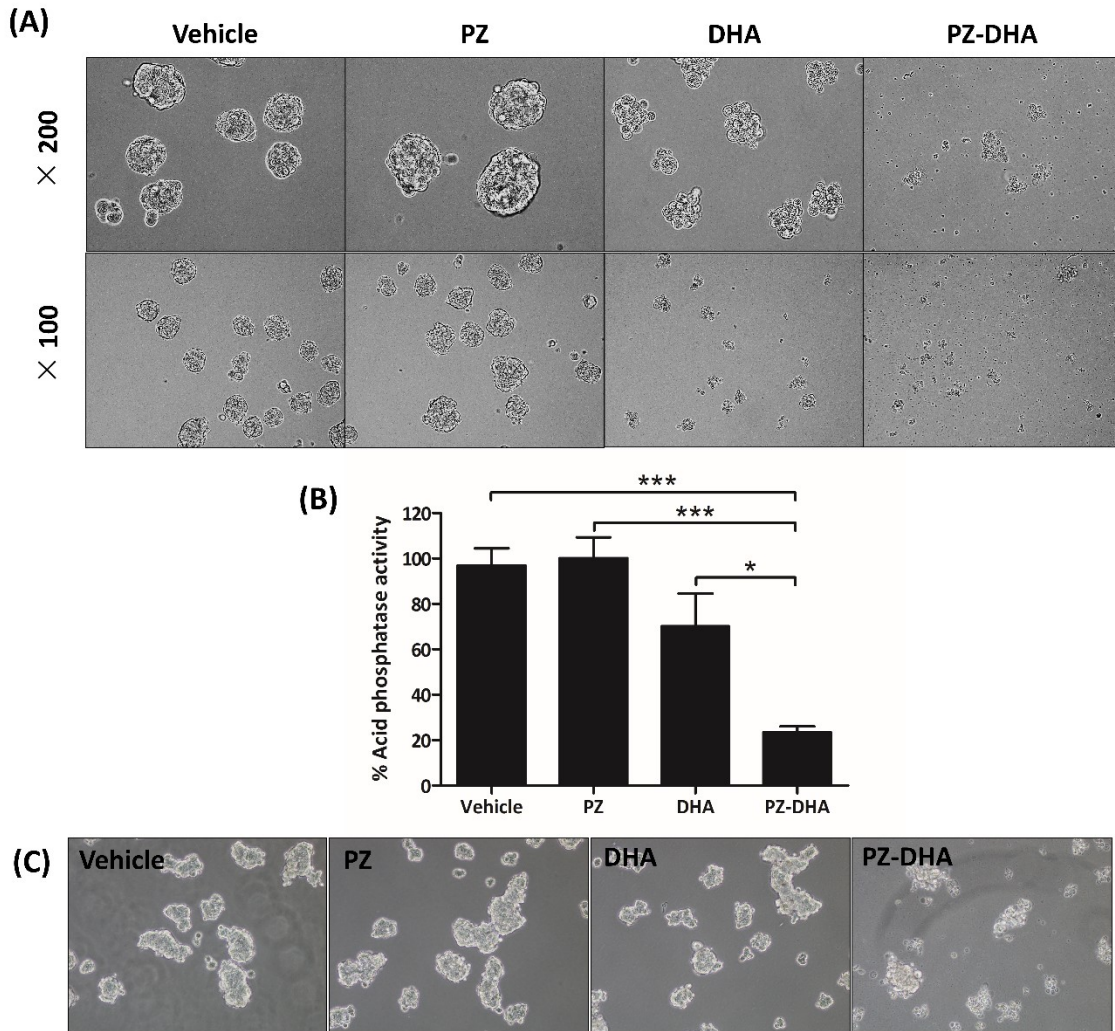 (A)
Vehicle PZ DHA PZ-DHA
× 200
× 100
(B)
***
***
*
% Acid phosphatase activity
120
100
80
60
40
20
0
Vehicle PZ DHA PZ-DHA
(C)
Vehicle PZ DHA PZ-DHA